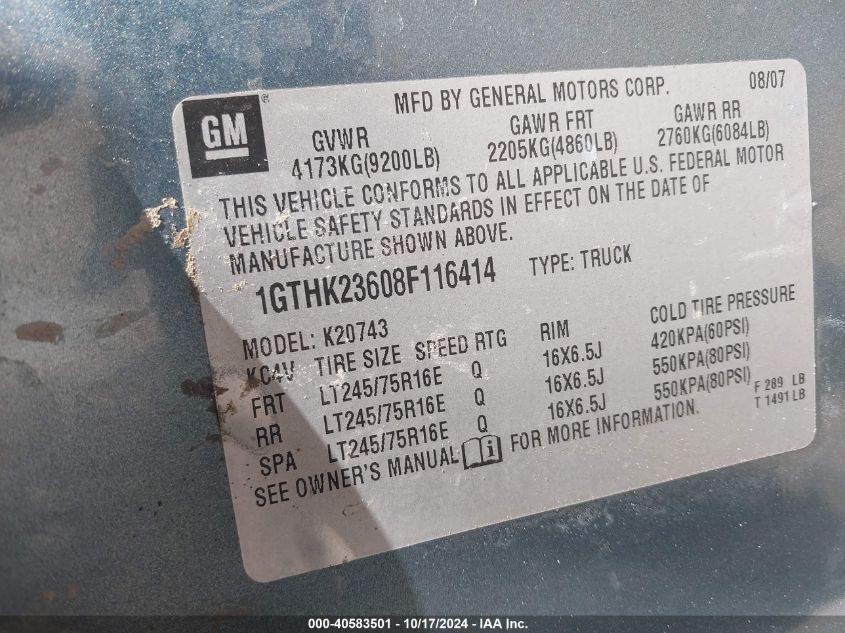 MFD BY GENERAL MOTORS CORP. 08/07
GM®
GVWR GAWR FRT GAWR RR
4173KG(9200LB) 2205KG(4860LB) 2760KG(6084LB)
THIS VEHICLE CONFORMS TO ALL APPLICABLE U.S. FEDERAL MOTOR
VEHICLE SAFETY STANDARDS IN EFFECT ON THE DATE OF
MANUFACTURE SHOWN ABOVE.
1GTHK23608F116414 TYPE: TRUCK
MODEL: K20743
KC4V TIRE SIZE SPEED RTG RIM COLD TIRE PRESSURE
FRT LT245/75R16E Q 16X6.5J 420KPA(60PSI)
RR LT245/75R16E Q 16X6.5J 550KPA(80PSI)
SPA LT245/75R16E Q 16X6.5J 550KPA(80PSI)
F 289 LB
T 1491 LB
SEE OWNER'S MANUAL FOR MORE INFORMATION.
000-40583501 - 10/17/2024 - IAA Inc.